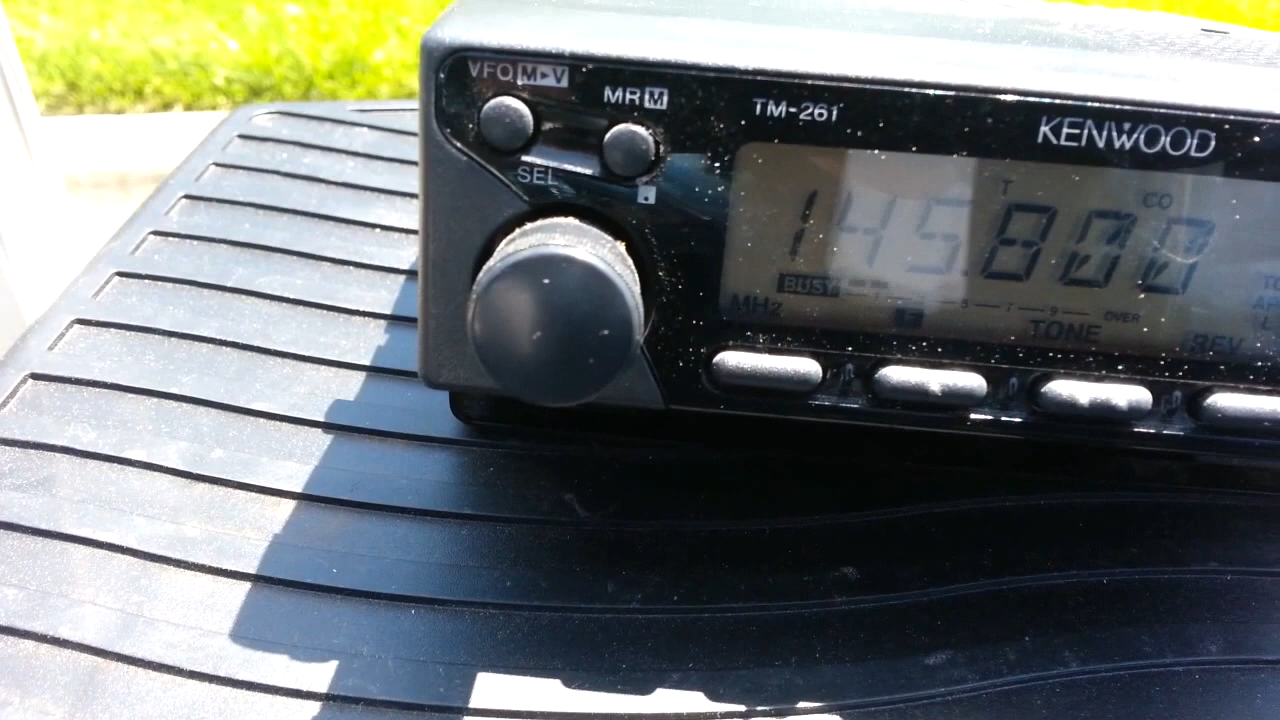 VFO M►V
MR M
TM-261
KENWOOD
SEL
T
CO
145.800
BUSY
5 7 9 OVER
MHz
F
TONE
REV